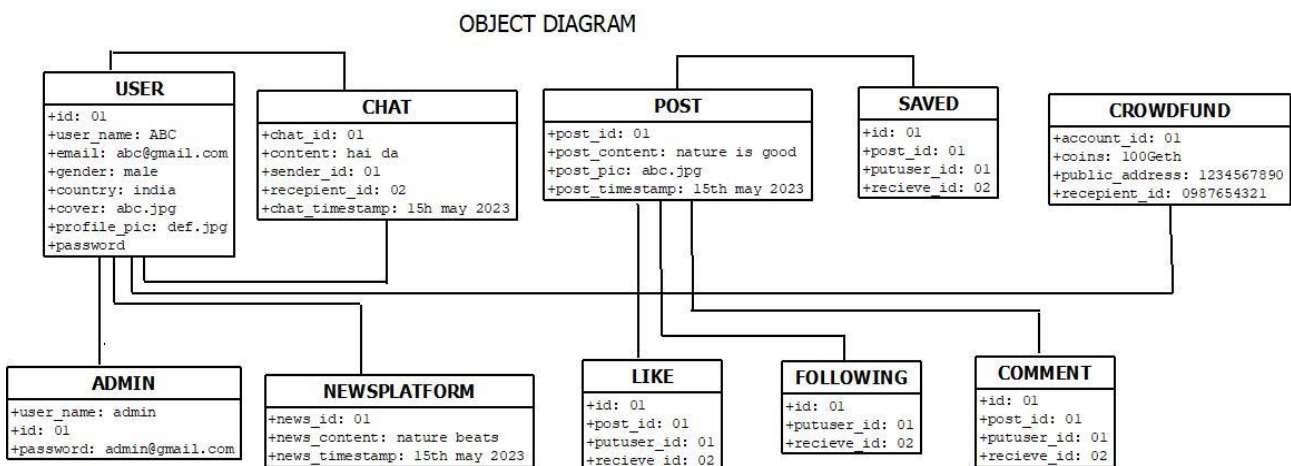 OBJECT DIAGRAM
USER
+id: 01
+user_name: ABC
+email: abc@gmail.com
+gender: male
+country: india
+cover: abc.jpg
+profile_pic: def.jpg
+password
CHAT
+chat_id: 01
+content: hai da
+sender_id: 01
+recepient_id: 02
+chat_timestamp: 15h may 2023
POST
+post_id: 01
+post_content: nature is good
+post_pic: abc.jpg
+post_timestamp: 15th may 2023
SAVED
+id: 01
+post_id: 01
+putuser_id: 01
+recieve_id: 02
CROWDFUND
+account_id: 01
+coins: 100Geth
+public_address: 1234567890
+recepient_id: 0987654321
ADMIN
+user_name: admin
+id: 01
+password: admin@gmail.com
NEWSPLATFORM
+news_id: 01
+news_content: nature beats
+news_timestamp: 15th may 2023
LIKE
+id: 01
+post_id: 01
+putuser_id: 01
+recieve_id: 02
FOLLOWING
+id: 01
+putuser_id: 01
+recieve_id: 02
COMMENT
+id: 01
+post_id: 01
+putuser_id: 01
+recieve_id: 02